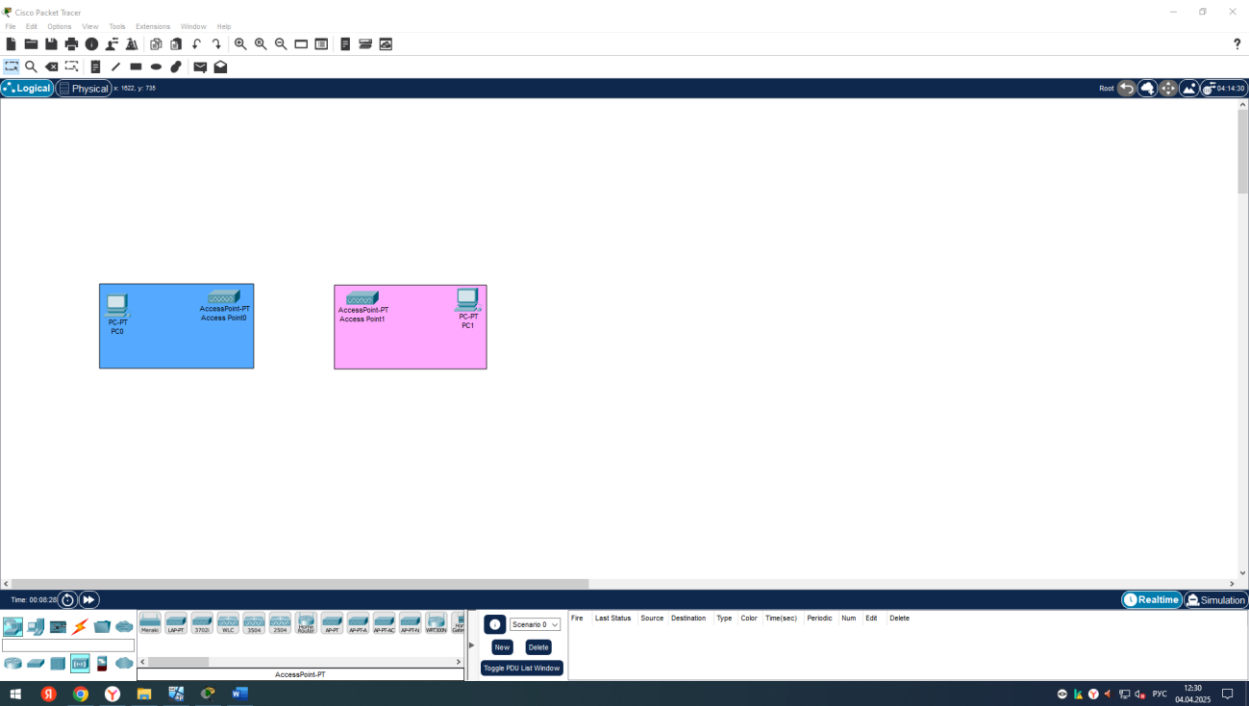 Cisco Packet Tracer
File Edit Options View Tools Extensions Window Help
?
Logical Physical x: 1622, y: 735 Root 04:14:30
PC-PT
PC0
AccessPoint-PT
Access Point0
AccessPoint-PT
Access Point1
PC-PT
PC1
Time: 00:08:28 Realtime Simulation
Meraki LAP-PT 3702i WLC 3504 2504 Home Router AP-PT AP-PT-A AP-PT-AC AP-PT-N WRT300N
AccessPoint-PT
Scenario 0
New Delete
Toggle PDU List Window
Fire Last Status Source Destination Type Color Time(sec) Periodic Num Edit Delete
РУС
12:30
04.04.2025